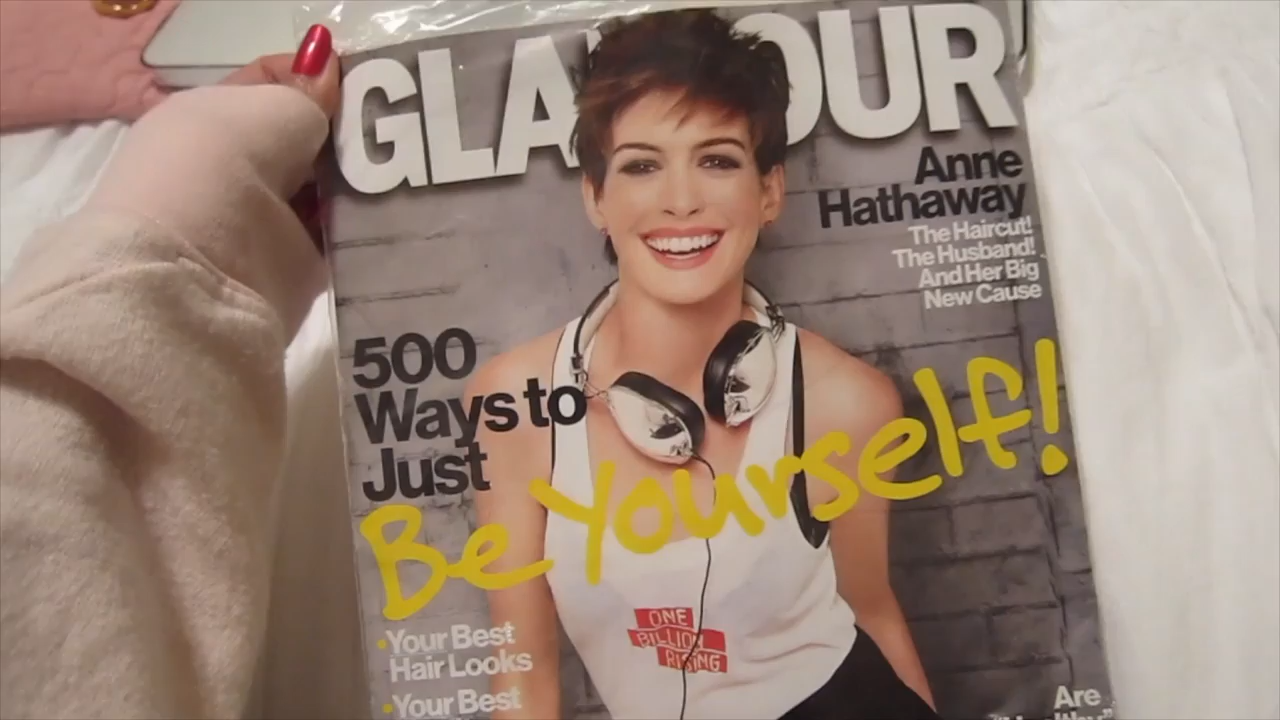 GLAMOUR
Anne
Hathaway
The Haircut!
The Husband!
And Her Big
New Cause
500
Ways to
Just
Be Yourself!
ONE
BILLION
RISING
•Your Best
Hair Looks
•Your Best
Are